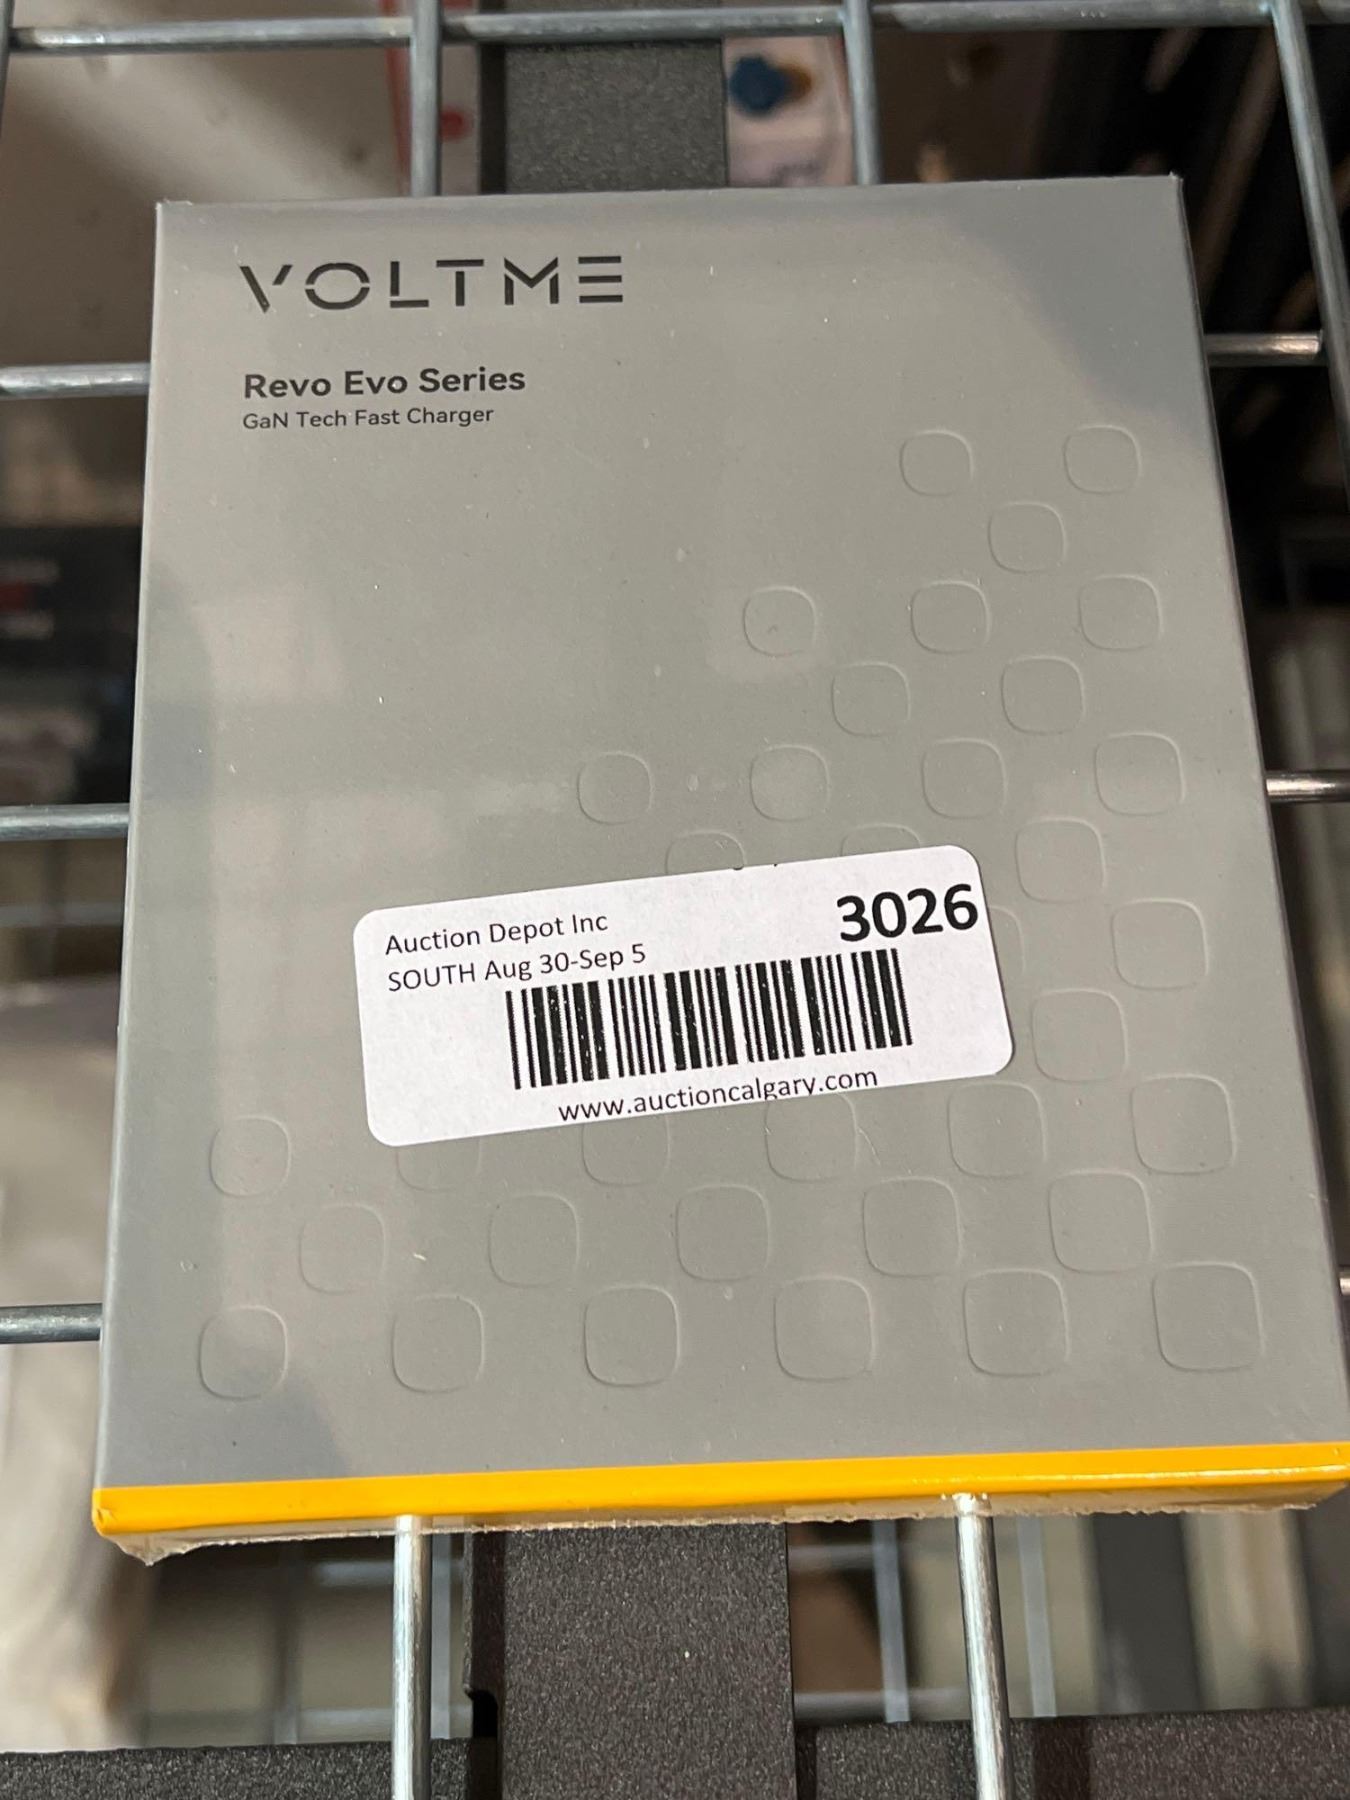 VOLTME
Revo Evo Series
GaN Tech Fast Charger
Auction Depot Inc
3026
SOUTH Aug 30-Sep 5
www.auctioncalgary.com